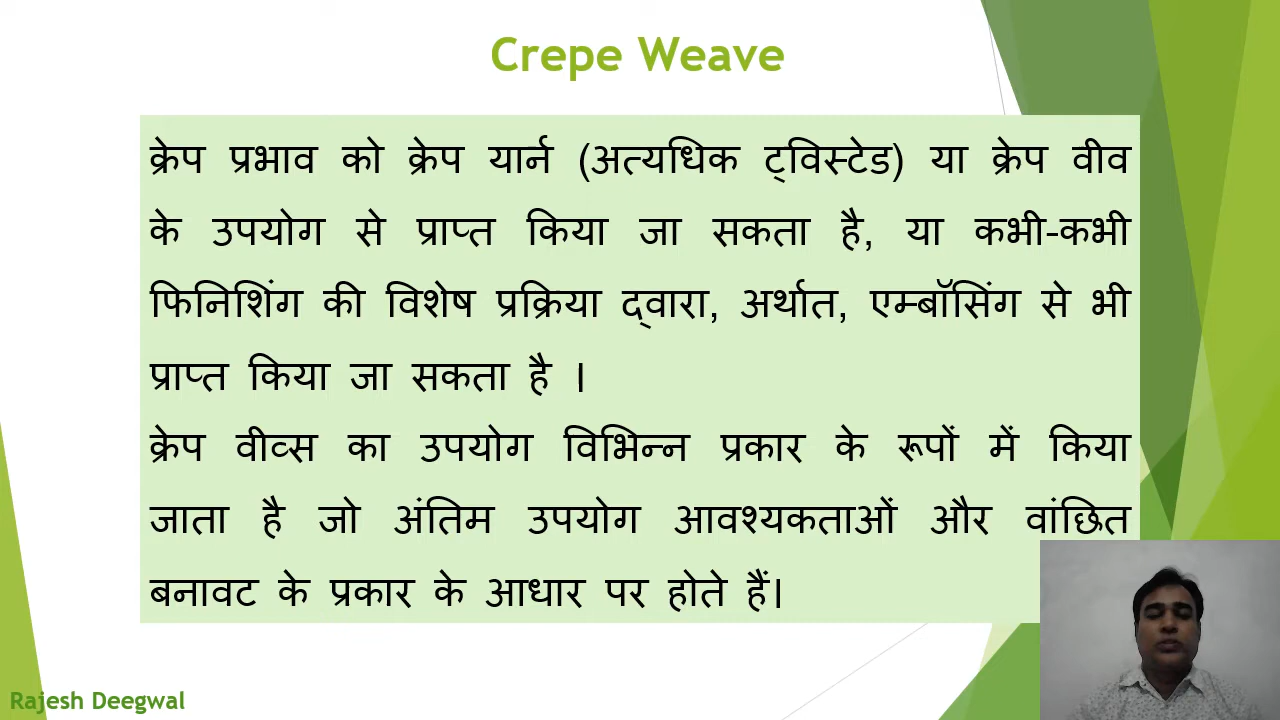 Crepe Weave
क्रेप प्रभाव को क्रेप यार्न (अत्यधिक ट्विस्टेड) या क्रेप वीव
के उपयोग से प्राप्त किया जा सकता है, या कभी-कभी
फिनिशिंग की विशेष प्रक्रिया द्वारा, अर्थात, एम्बॉसिंग से भी
प्राप्त किया जा सकता है ।
क्रेप वीव्स का उपयोग विभिन्न प्रकार के रूपों में किया
जाता है जो अंतिम उपयोग आवश्यकताओं और वांछित
बनावट के प्रकार के आधार पर होते हैं।
Rajesh Deegwal